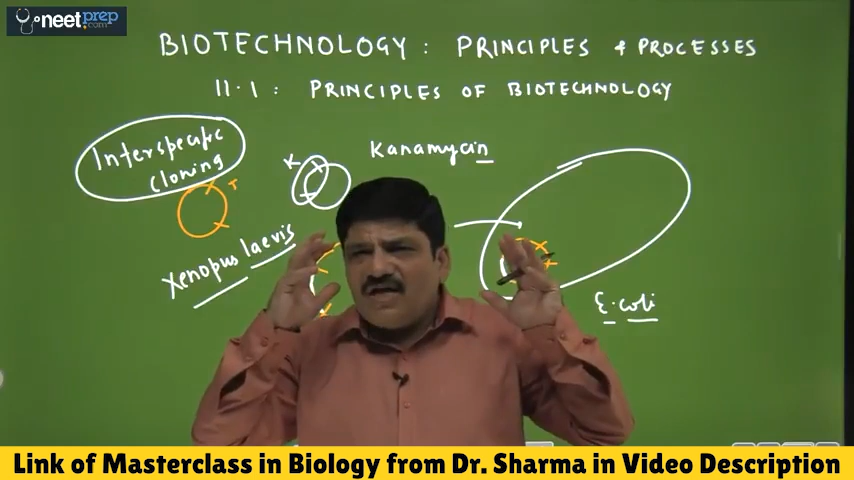 neetprep
.com
BIOTECHNOLOGY: PRINCIPLES & PROCESSES
11.1: PRINCIPLES OF BIOTECHNOLOGY
Interspecific
cloning
K
Kanamycin
T
Xenopus laevis
E.coli
Link of Masterclass in Biology from Dr. Sharma in Video Description